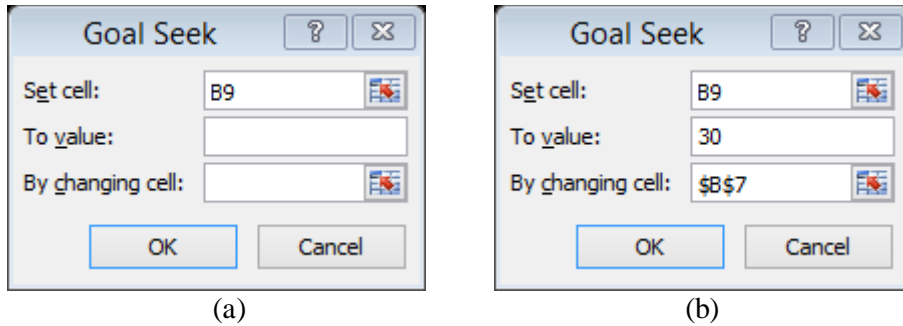 Goal Seek
Set cell: B9
To value:
By changing cell:
OK Cancel
(a)
Goal Seek
Set cell: B9
To value: 30
By changing cell: $B$7
OK Cancel
(b)